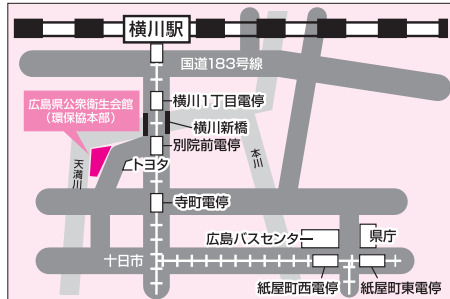 横川駅
国道183号線
広島県公衆衛生会館
（環保協本部）
横川1丁目電停
横川新橋
別院前電停
天満川
トヨタ
本川
寺町電停
広島バスセンター
県庁
十日市
紙屋町西電停
紙屋町東電停